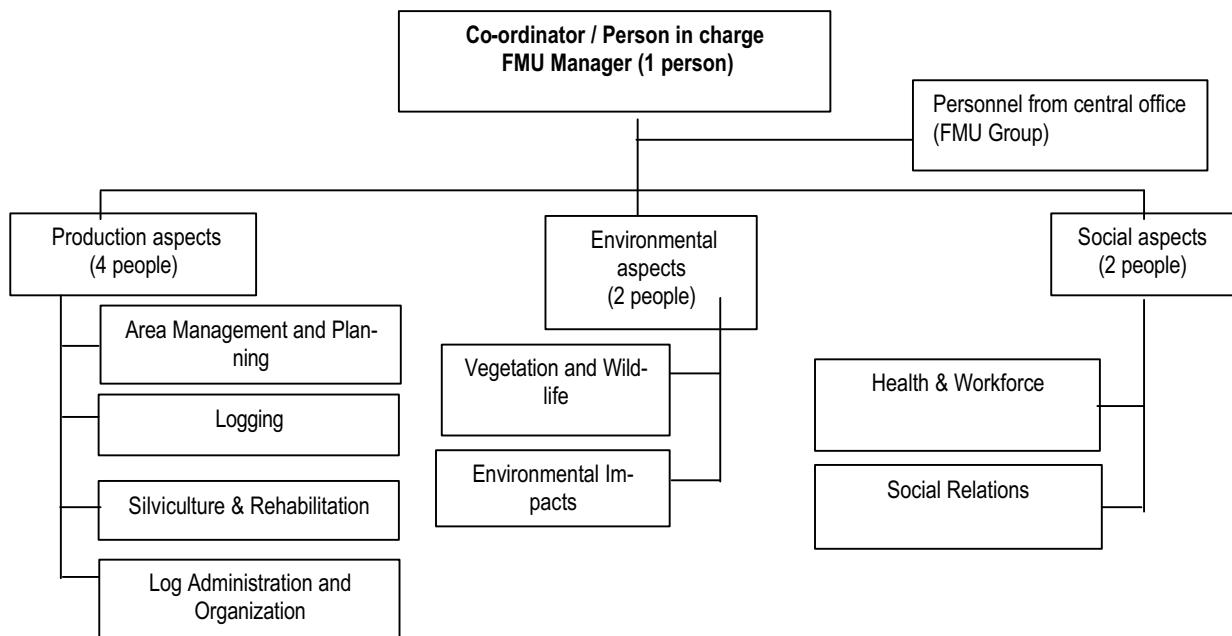 Co-ordinator / Person in charge
FMU Manager (1 person)
Personnel from central office
(FMU Group)
Production aspects
(4 people)
Environmental
aspects
(2 people)
Social aspects
(2 people)
Area Management and Plan-
ning
Logging
Silviculture & Rehabilitation
Log Administration and
Organization
Vegetation and Wild-
life
Environmental Im-
pacts
Health & Workforce
Social Relations